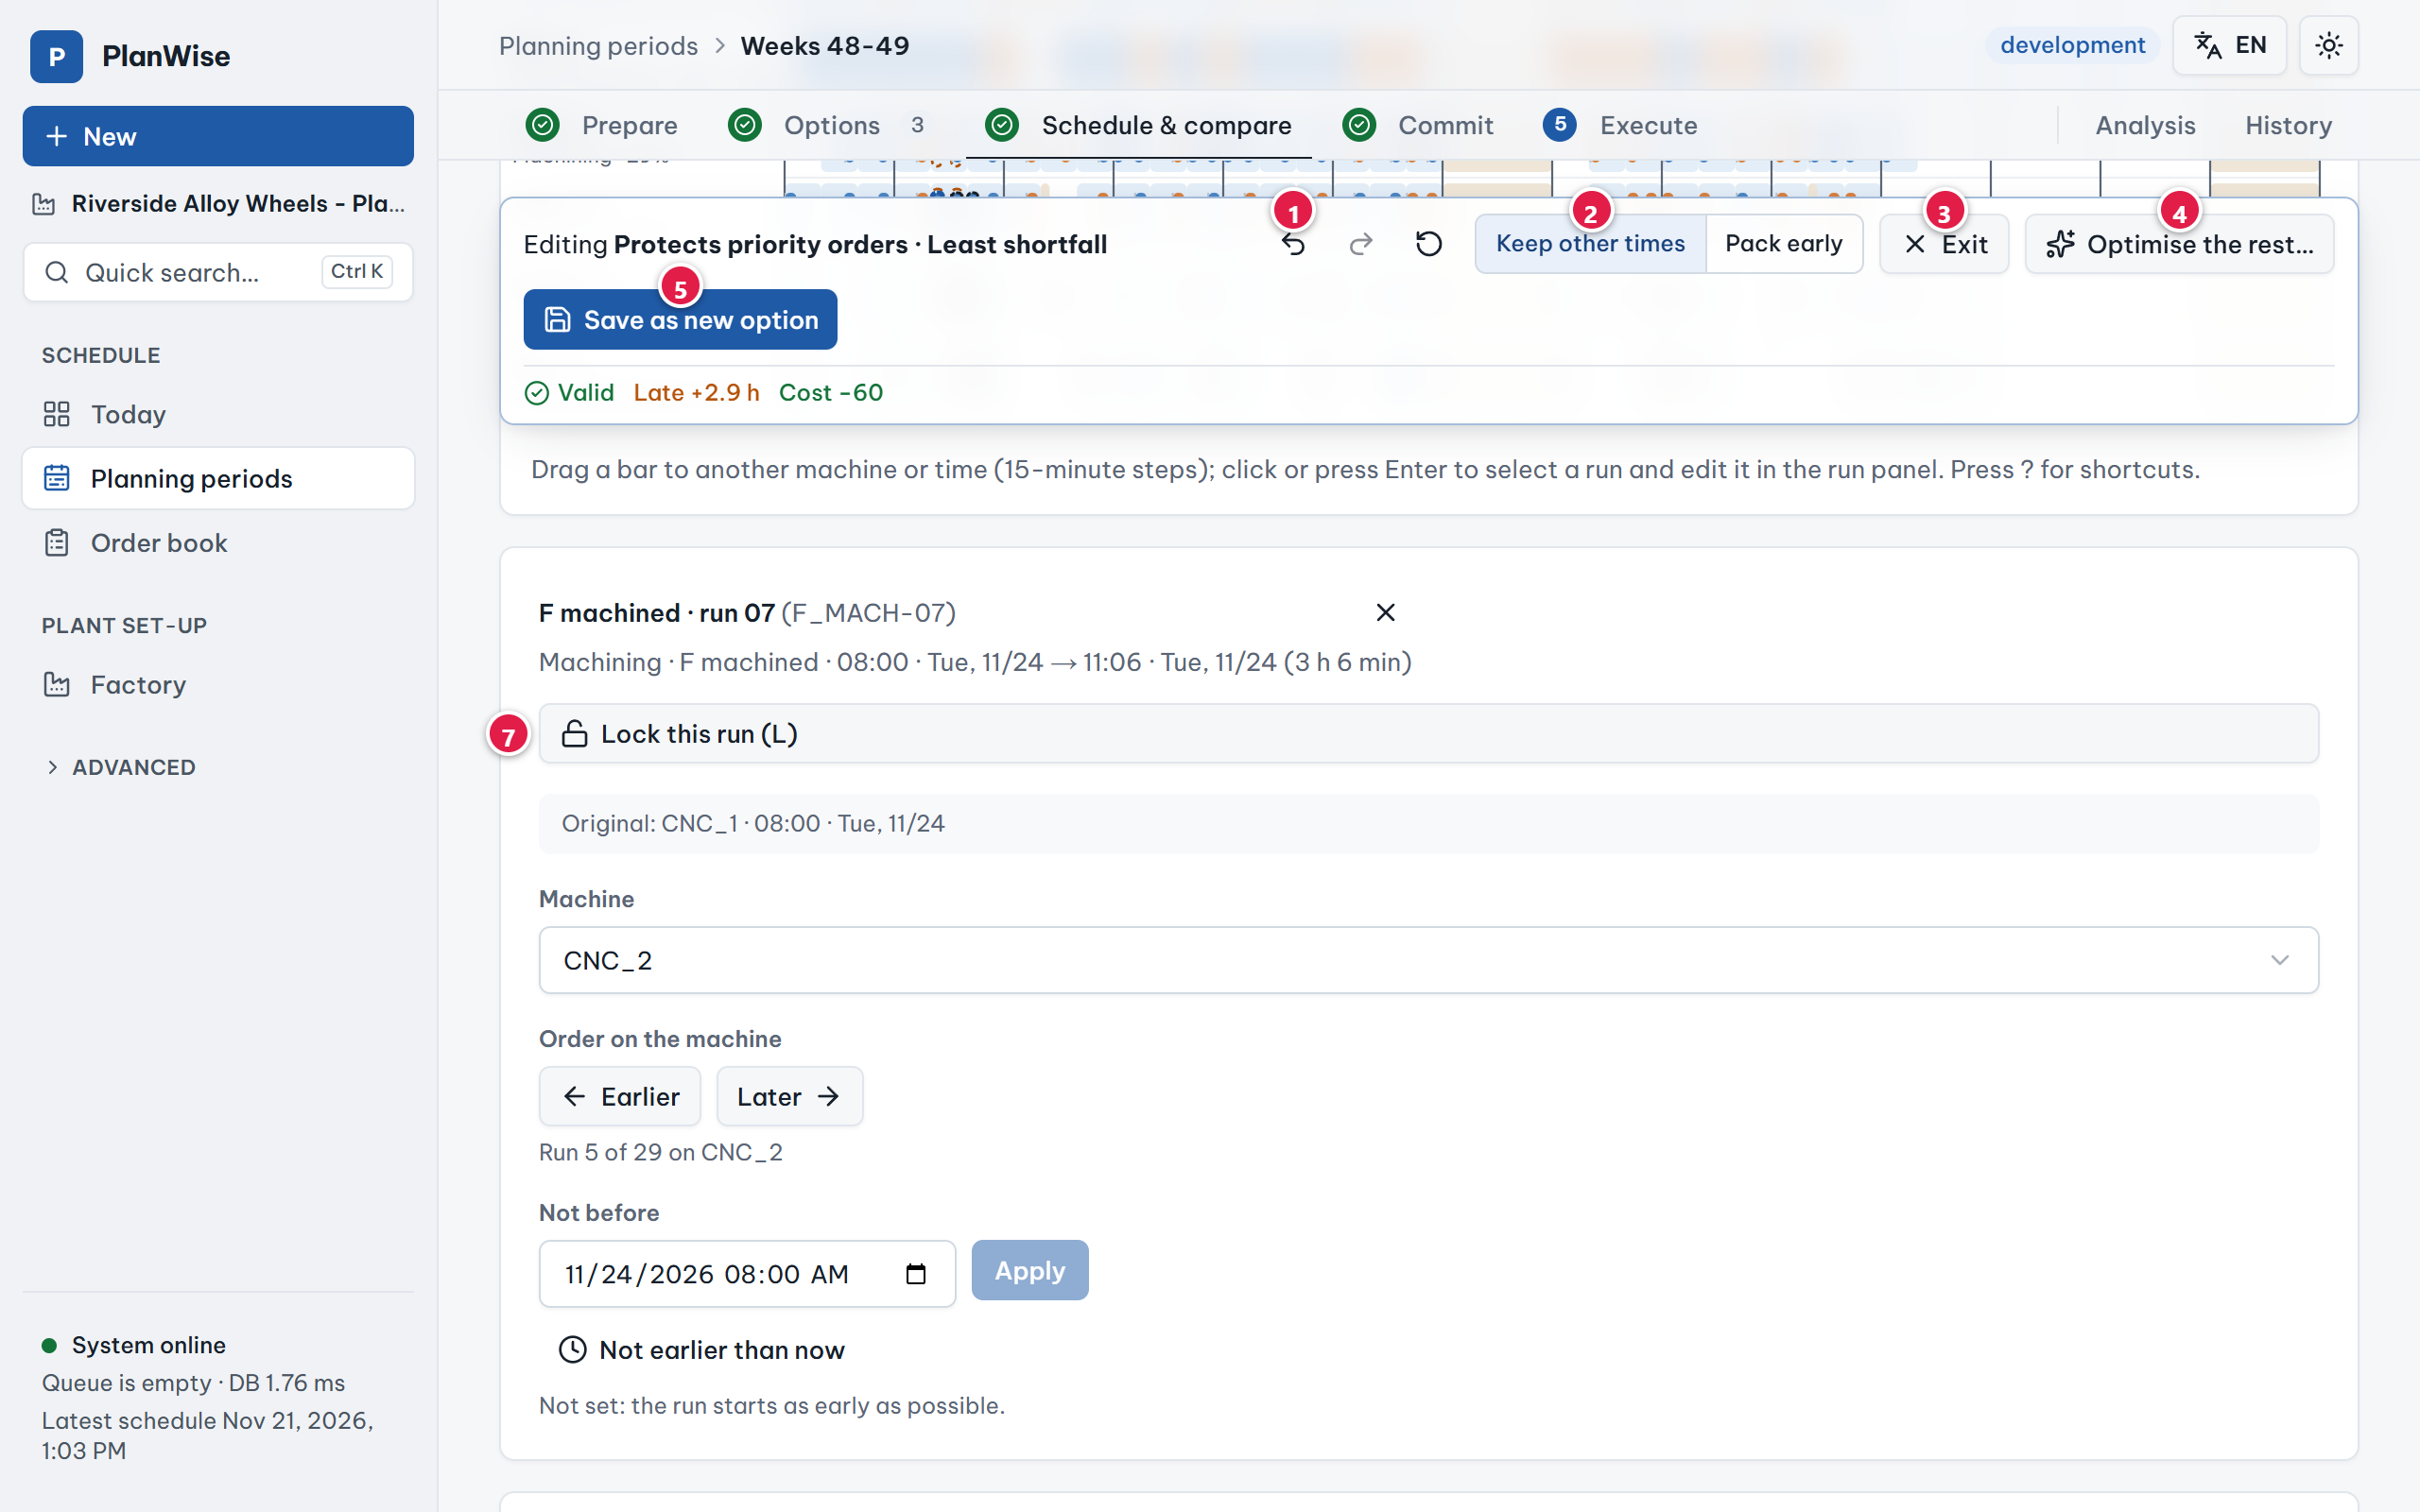 P PlanWise
New
Riverside Alloy Wheels - Pla...
Quick search... Ctrl K
SCHEDULE
Today
Planning periods
Order book
PLANT SET-UP
Factory
ADVANCED
System online
Queue is empty · DB 1.76 ms
Latest schedule Nov 21, 2026,
1:03 PM
Planning periods > Weeks 48-49
development EN
Prepare Options 3 Schedule & compare Commit 5 Execute Analysis History
1 2 3 4
Editing Protects priority orders · Least shortfall Keep other times Pack early Exit Optimise the rest...
5
Save as new option
Valid Late +2.9 h Cost -60
Drag a bar to another machine or time (15-minute steps); click or press Enter to select a run and edit it in the run panel. Press ? for shortcuts.
F machined · run 07 (F_MACH-07)
Machining · F machined · 08:00 · Tue, 11/24 → 11:06 · Tue, 11/24 (3 h 6 min)
7 Lock this run (L)
Original: CNC_1 · 08:00 · Tue, 11/24
Machine
CNC_2
Order on the machine
← Earlier Later →
Run 5 of 29 on CNC_2
Not before
11/24/2026 08:00 AM Apply
Not earlier than now
Not set: the run starts as early as possible.